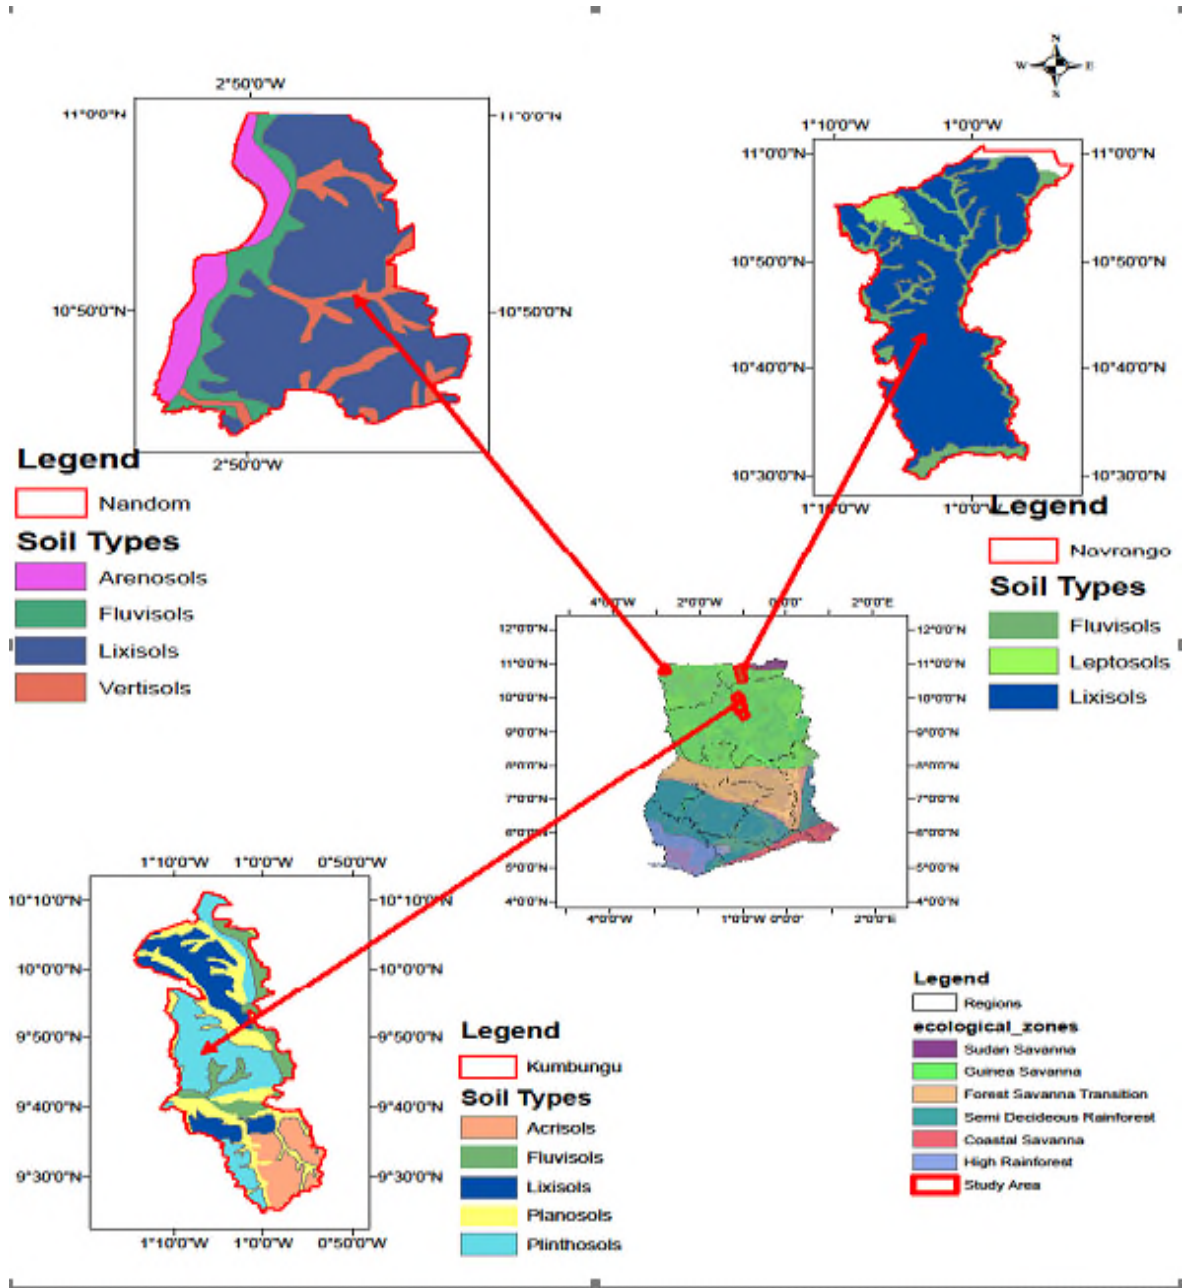 N
W E
S
2°50'0"W
11°0'0"N 11°0'0"N
10°50'0"N 10°50'0"N
2°50'0"W
Legend
Nandom
Soil Types
Arenosols
Fluvisols
Lixisols
Vertisols
1°10'0"W 1°0'0"W
11°0'0"N 11°0'0"N
10°50'0"N 10°50'0"N
10°40'0"N 10°40'0"N
10°30'0"N 10°30'0"N
1°0'0"W
Legend
Navrango
Soil Types
Fluvisols
Leptosols
Lixisols
4°0'0"W 2°0'0"W 0°0'0" 2°0'0"E
12°0'0"N 12°0'0"N
11°0'0"N 11°0'0"N
10°0'0"N 10°0'0"N
9°0'0"N 9°0'0"N
8°0'0"N 8°0'0"N
7°0'0"N 7°0'0"N
6°0'0"N 6°0'0"N
5°0'0"N 5°0'0"N
4°0'0"N 4°0'0"N
4°0'0"W 1°0'0"W 0°0'0" 2°0'0"E
1°10'0"W 1°0'0"W 0°50'0"W
10°10'0"N 10°10'0"N
10°0'0"N 10°0'0"N
9°50'0"N 9°50'0"N
9°40'0"N 9°40'0"N
9°30'0"N 9°30'0"N
1°10'0"W 1°0'0"W 0°50'0"W
Legend
Kumbungu
Soil Types
Acrisols
Fluvisols
Lixisols
Planosols
Plinthosols
Legend
Regions
ecological_zones
Sudan Savanna
Guinea Savanna
Forest Savanna Transition
Semi Decideous Rainforest
Coastal Savanna
High Rainforest
Study Area